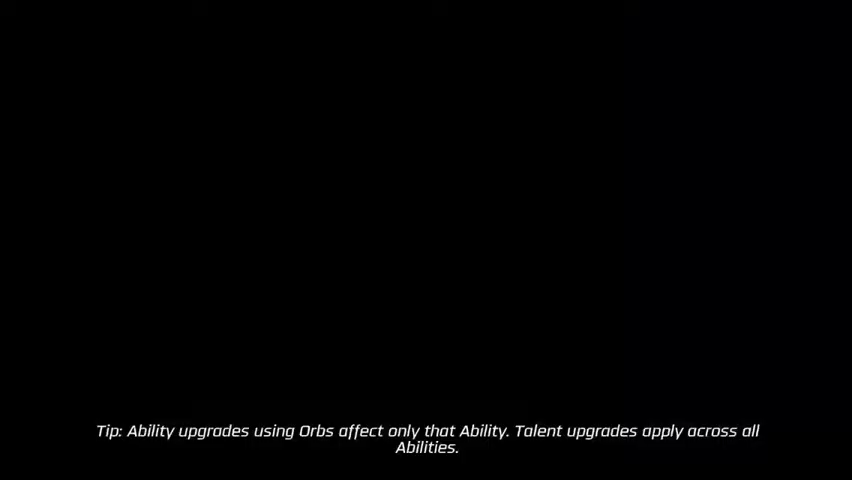 Tip: Ability upgrades using Orbs affect only that Ability. Talent upgrades apply across all
Abilities.